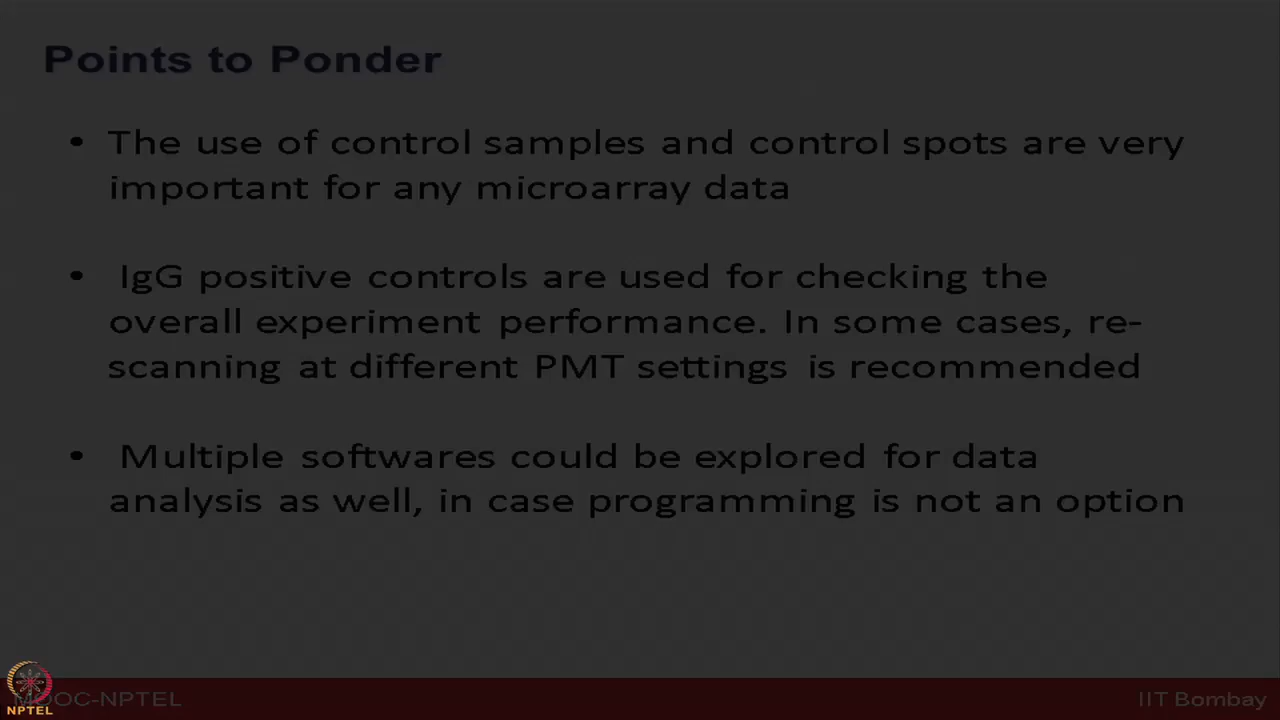 Points to Ponder
• The use of control samples and control spots are very
important for any microarray data
• IgG positive controls are used for checking the
overall experiment performance. In some cases, re-
scanning at different PMT settings is recommended
• Multiple softwares could be explored for data
analysis as well, in case programming is not an option
MOOC-NPTEL
IIT Bombay
NPTEL